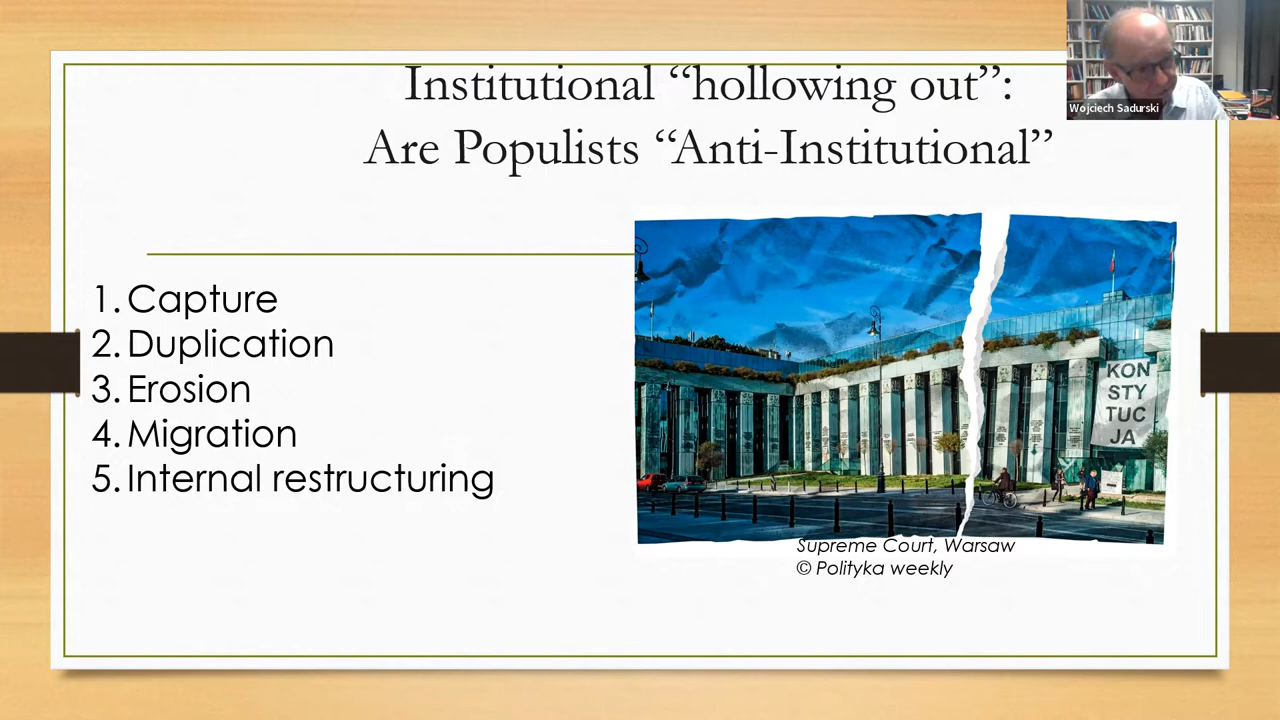 Institutional “hollowing out”:
Are Populists “Anti-Institutional”
Wojciech Sadurski
1. Capture
2. Duplication
3. Erosion
4. Migration
5. Internal restructuring
KON
STY
TUC
JA
Supreme Court, Warsaw
© Polityka weekly